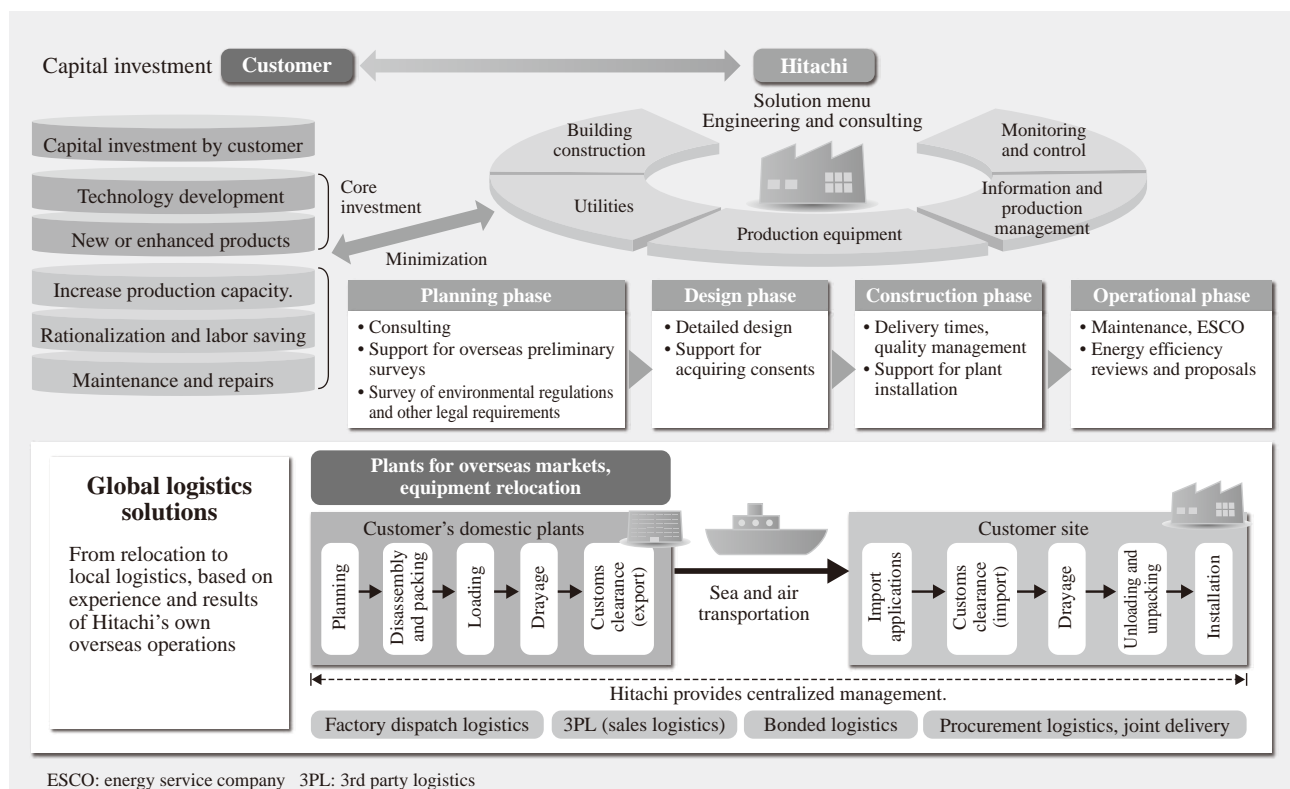 Capital investment
Customer
Hitachi
Solution menu
Engineering and consulting
Building
construction
Utilities
Production equipment
Monitoring
and control
Information and
production
management
Capital investment by customer
Technology development
New or enhanced products
Core
investment
Minimization
Increase production capacity.
Rationalization and labor saving
Maintenance and repairs
Planning phase
• Consulting
• Support for overseas preliminary
surveys
• Survey of environmental regulations
and other legal requirements
Design phase
• Detailed design
• Support for
acquiring consents
Construction phase
• Delivery times,
quality management
• Support for plant
installation
Operational phase
• Maintenance, ESCO
• Energy efficiency
reviews and proposals
Global logistics
solutions
From relocation to
local logistics, based on
experience and results
of Hitachi's own
overseas operations
Plants for overseas markets,
equipment relocation
Customer's domestic plants
Planning
Disassembly
and packing
Loading
Drayage
Customs
clearance
(export)
Sea and air
transportation
Customer site
Import
applications
Customs
clearance
(import)
Drayage
Unloading and
unpacking
Installation
Hitachi provides centralized management.
Factory dispatch logistics
3PL (sales logistics)
Bonded logistics
Procurement logistics, joint delivery
ESCO: energy service company 3PL: 3rd party logistics